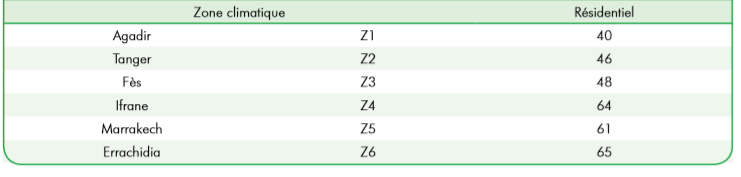 Zone climatique Résidentiel
Agadir Z1 40
Tanger Z2 46
Fès Z3 48
Ifrane Z4 64
Marrakech Z5 61
Errachidia Z6 65